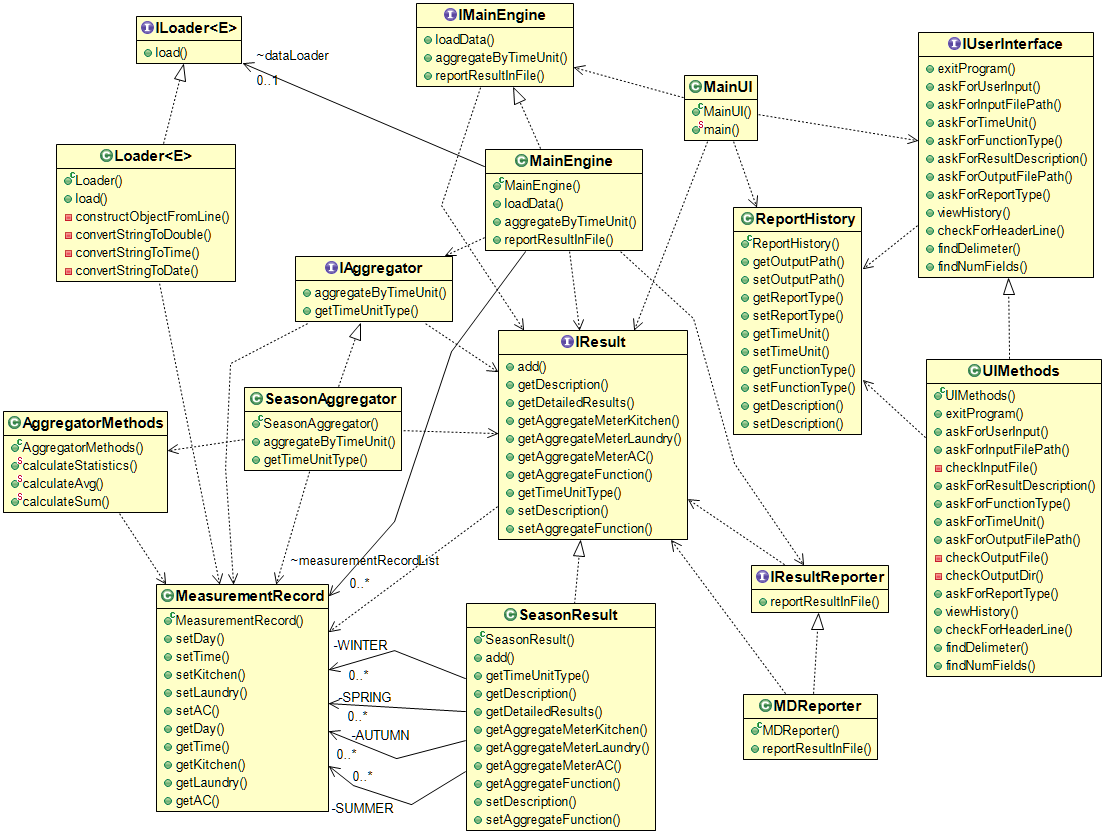 ILoader<E>
load()
~dataLoader
0..1
IMainEngine
loadData()
aggregateByTimeUnit()
reportResultInFile()
MainUI
MainUI()
main()
IUserInterface
exitProgram()
askForUserInput()
askForInputFilePath()
askForTimeUnit()
askForFunctionType()
askForResultDescription()
askForOutputFilePath()
askForReportType()
viewHistory()
checkForHeaderLine()
findDelimeter()
findNumFields()
Loader<E>
Loader()
load()
constructObjectFromLine()
convertStringToDouble()
convertStringToTime()
convertStringToDate()
MainEngine
MainEngine()
loadData()
aggregateByTimeUnit()
reportResultInFile()
ReportHistory
ReportHistory()
getOutputPath()
setOutputPath()
getReportType()
setReportType()
getTimeUnit()
setTimeUnit()
getFunctionType()
setFunctionType()
getDescription()
setDescription()
IAggregator
aggregateByTimeUnit()
getTimeUnitType()
IResult
add()
getDescription()
getDetailedResults()
getAggregateMeterKitchen()
getAggregateMeterLaundry()
getAggregateMeterAC()
getAggregateFunction()
getTimeUnitType()
setDescription()
setAggregateFunction()
UIMethods
UIMethods()
exitProgram()
askForUserInput()
askForInputFilePath()
checkInputFile()
askForResultDescription()
askForFunctionType()
askForTimeUnit()
askForOutputFilePath()
checkOutputFile()
checkOutputDir()
askForReportType()
viewHistory()
checkForHeaderLine()
findDelimeter()
findNumFields()
SeasonAggregator
SeasonAggregator()
aggregateByTimeUnit()
getTimeUnitType()
AggregatorMethods
AggregatorMethods()
calculateStatistics()
calculateAvg()
calculateSum()
~measurementRecordList
0..*
IResultReporter
reportResultInFile()
MeasurementRecord
MeasurementRecord()
setDay()
setTime()
setKitchen()
setLaundry()
setAC()
getDay()
getTime()
getKitchen()
getLaundry()
getAC()
-WINTER
0..*
-SPRING
0..*
-AUTUMN
0..*
0..*
-SUMMER
SeasonResult
SeasonResult()
add()
getTimeUnitType()
getDescription()
getDetailedResults()
getAggregateMeterKitchen()
getAggregateMeterLaundry()
getAggregateMeterAC()
getAggregateFunction()
setDescription()
setAggregateFunction()
MDReporter
MDReporter()
reportResultInFile()